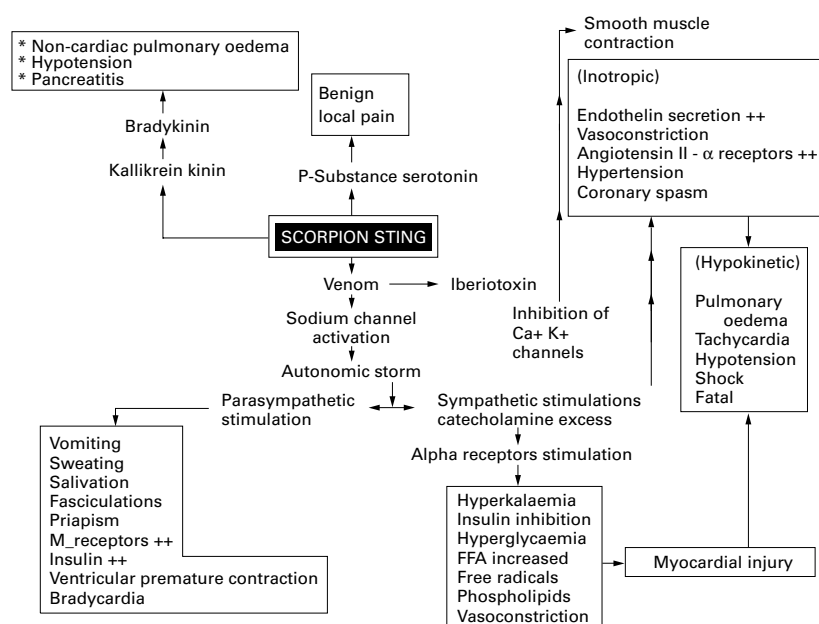 * Non-cardiac pulmonary oedema
* Hypotension
* Pancreatitis
Bradykinin
Kallikrein kinin
Benign
local pain
P-Substance serotonin
SCORPION STING
Venom
Iberiotoxin
Sodium channel
activation
Autonomic storm
Parasympathetic
stimulation
Sympathetic stimulations
catecholamine excess
Inhibition of
Ca+ K+
channels
Smooth muscle
contraction
(Inotropic)
Endothelin secretion ++
Vasoconstriction
Angiotensin II - α receptors ++
Hypertension
Coronary spasm
(Hypokinetic)
Pulmonary
oedema
Tachycardia
Hypotension
Shock
Fatal
Vomiting
Sweating
Salivation
Fasciculations
Priapism
M_receptors ++
Insulin ++
Ventricular premature contraction
Bradycardia
Alpha receptors stimulation
Hyperkalaemia
Insulin inhibition
Hyperglycaemia
FFA increased
Free radicals
Phospholipids
Vasoconstriction
Myocardial injury